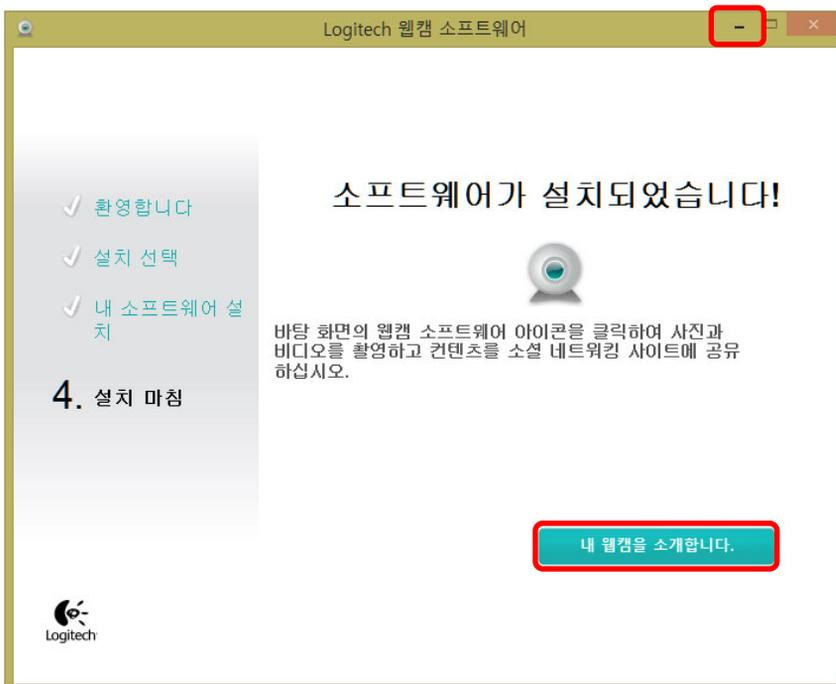 Logitech 웹캠 소프트웨어
환영합니다
설치 선택
내 소프트웨어 설
치
4. 설치 마침
소프트웨어가 설치되었습니다!
바탕 화면의 웹캠 소프트웨어 아이콘을 클릭하여 사진과
비디오를 촬영하고 컨텐츠를 소셜 네트워킹 사이트에 공유
하십시오.
내 웹캠을 소개합니다.
Logitech